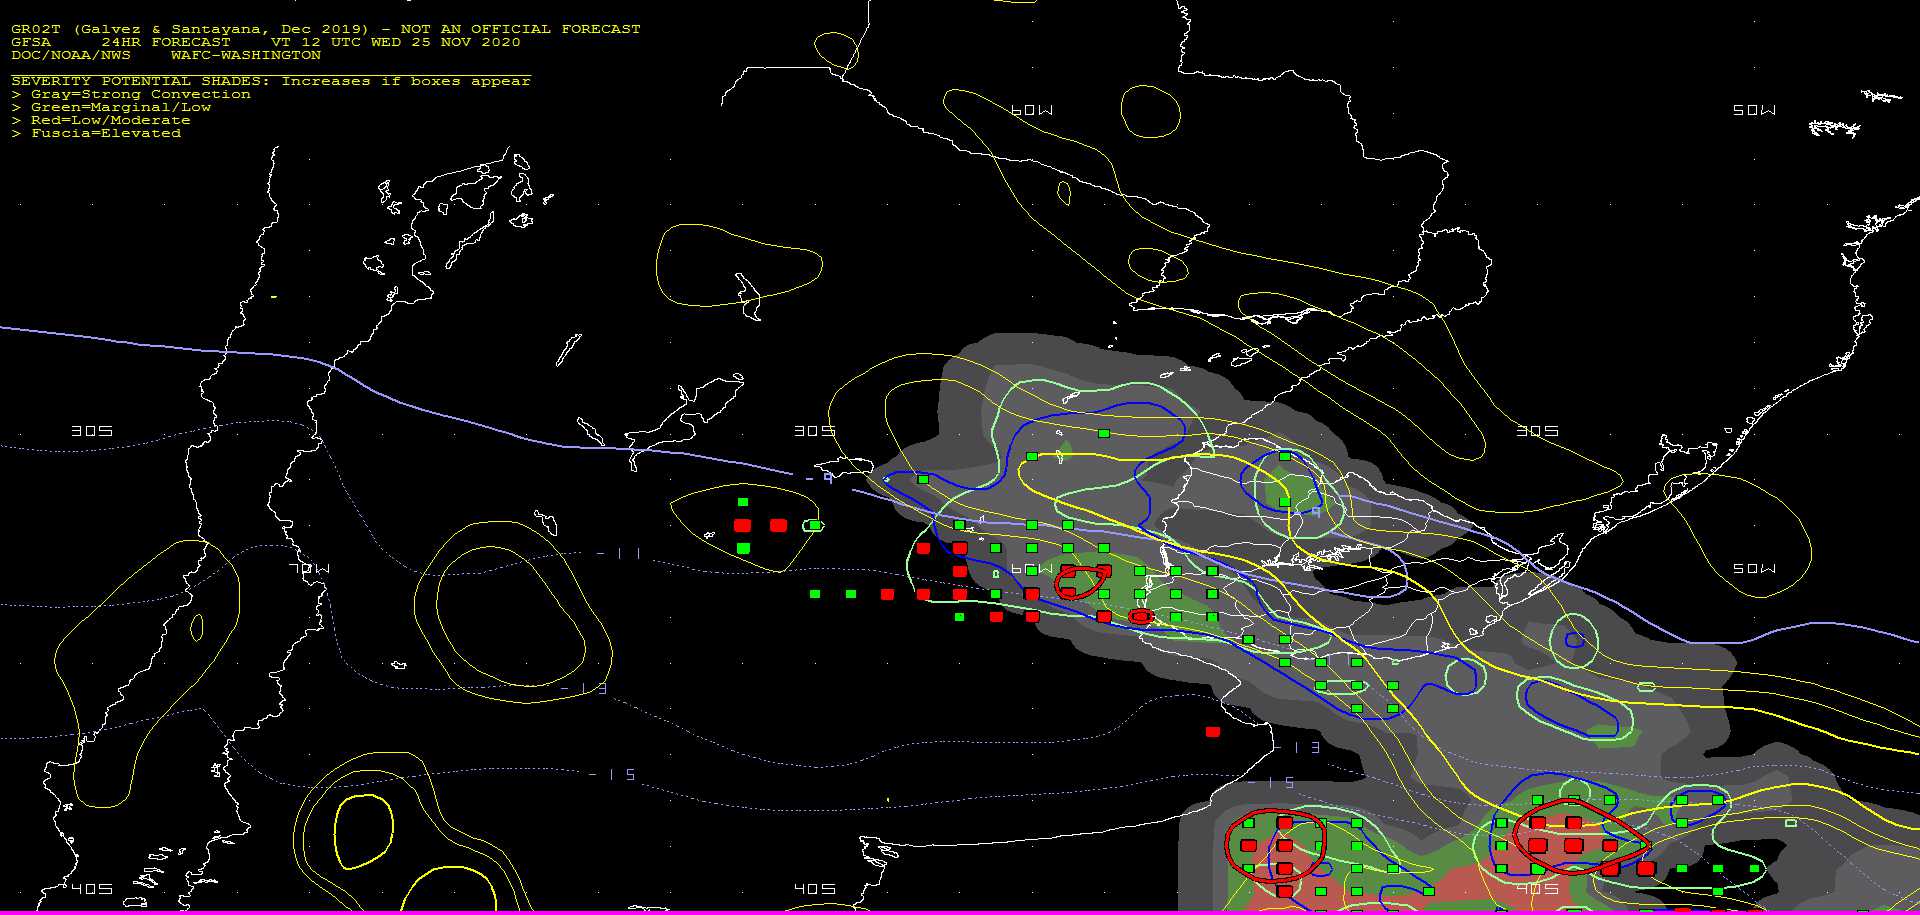 GR02T (Galvez & Santayana, Dec 2019) - NOT AN OFFICIAL FORECAST
GFSA 24HR FORECAST VT 12 UTC WED 25 NOV 2020
DOC/NOAA/NWS WAFC-WASHINGTON
SEVERITY POTENTIAL SHADES: Increases if boxes appear
> Gray=Strong Convection
> Green=Marginal/Low
> Red=Low/Moderate
> Fuscia=Elevated
60W
50W
30S
30S
30S
-9
-11
70W
60W
50W
-13
-13
-15
-15
40S
40S
40S